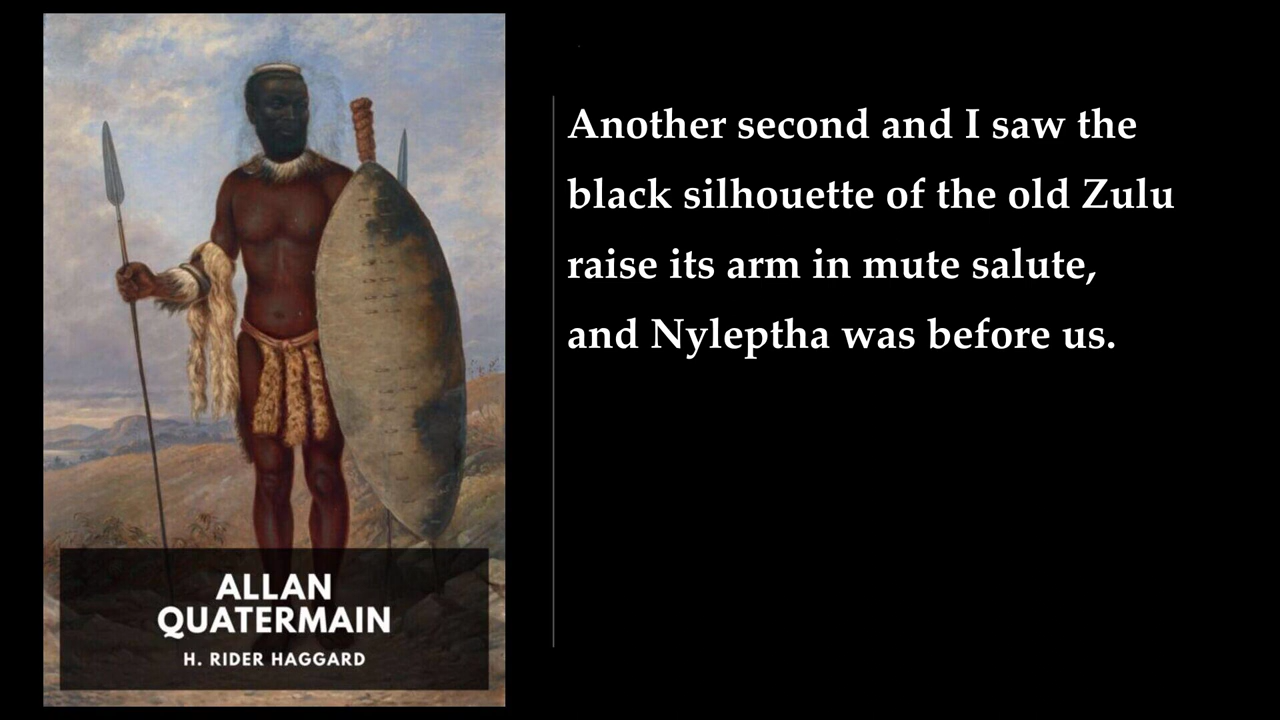 ALLAN
QUATERMAIN
H. RIDER HAGGARD
Another second and I saw the
black silhouette of the old Zulu
raise its arm in mute salute,
and Nyleptha was before us.